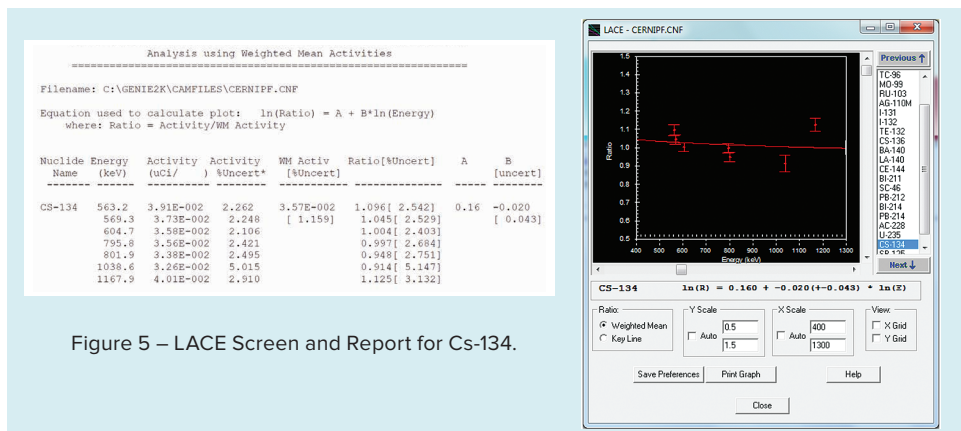 Analysis using Weighted Mean Activities
================================================================
Filename: C:\GENIE2K\CAMFILES\CERNIPF.CNF
Equation used to calculate plot: ln(Ratio) = A + B*ln(Energy)
where: Ratio = Activity/WM Activity
Nuclide Energy Activity Activity WM Activ Ratio[%Uncert] A B
Name (keV) (uCi/ ) %Uncert* [%Uncert] [uncert]
------- ------ ---------- -------- ----------- -------------- ----- --------
CS-134 563.2 3.91E-002 2.262 3.57E-002 1.096[ 2.542] 0.16 -0.020
569.3 3.73E-002 2.248 [ 1.159] 1.045[ 2.529] [ 0.043]
604.7 3.58E-002 2.106 1.004[ 2.403]
795.8 3.56E-002 2.421 0.997[ 2.684]
801.9 3.38E-002 2.495 0.948[ 2.751]
1038.6 3.26E-002 5.015 0.914[ 5.147]
1167.9 4.01E-002 2.910 1.125[ 3.132]
Figure 5 – LACE Screen and Report for Cs-134.
LACE - CERNIPF.CNF
1.5
1.4
1.3
1.2
1.1
1.0
0.9
0.8
0.7
0.6
0.5
Ratio
400 500 600 700 800 900 1000 1100 1200 1300
Energy (keV)
Previous
TC-96
MO-99
RU-103
AG-110M
I-131
I-132
TE-132
CS-136
BA-140
LA-140
CE-144
BI-211
SC-46
PB-212
BI-214
PB-214
AC-228
U-235
CS-134
SB-125
Next
CS-134 ln(R) = 0.160 + -0.020(+-0.043) * ln(E)
Ratio: Y Scale X Scale View:
Weighted Mean Auto 0.5 Auto 400 X Grid
Key Line 1.5 1300 Y Grid
Save Preferences Print Graph Help
Close